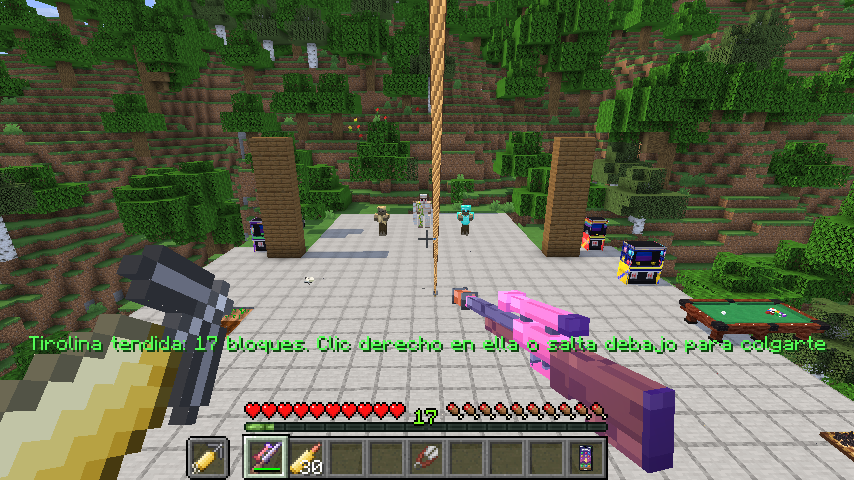 Tirolina tendida: 17 bloques. Clic derecho en ella o salta debajo para colgarte
17
30